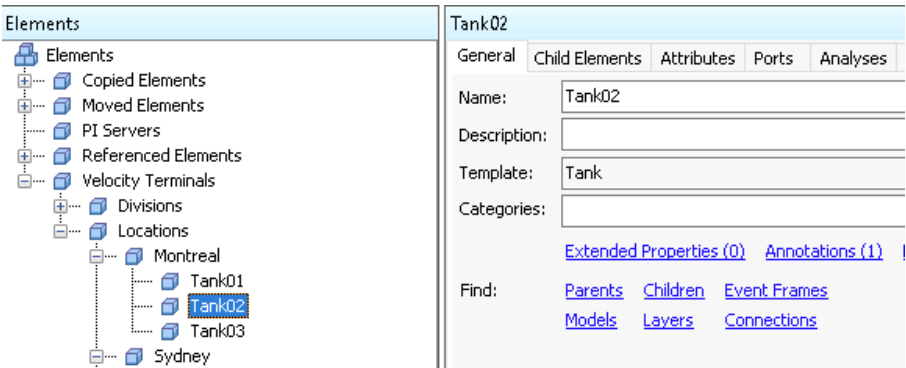 Elements
Elements
Copied Elements
Moved Elements
PI Servers
Referenced Elements
Velocity Terminals
Divisions
Locations
Montreal
Tank01
Tank02
Tank03
Sydney
Tank02
General Child Elements Attributes Ports Analyses
Name: Tank02
Description:
Template: Tank
Categories:
Extended Properties (0) Annotations (1)
Find: Parents Children Event Frames
Models Layers Connections